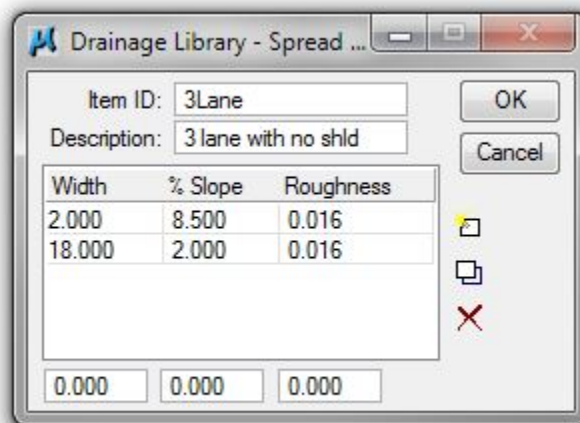 Drainage Library - Spread ...
Item ID: 3Lane
OK
Description: 3 lane with no shld
Cancel
Width % Slope Roughness
2.000 8.500 0.016
18.000 2.000 0.016
0.000 0.000 0.000